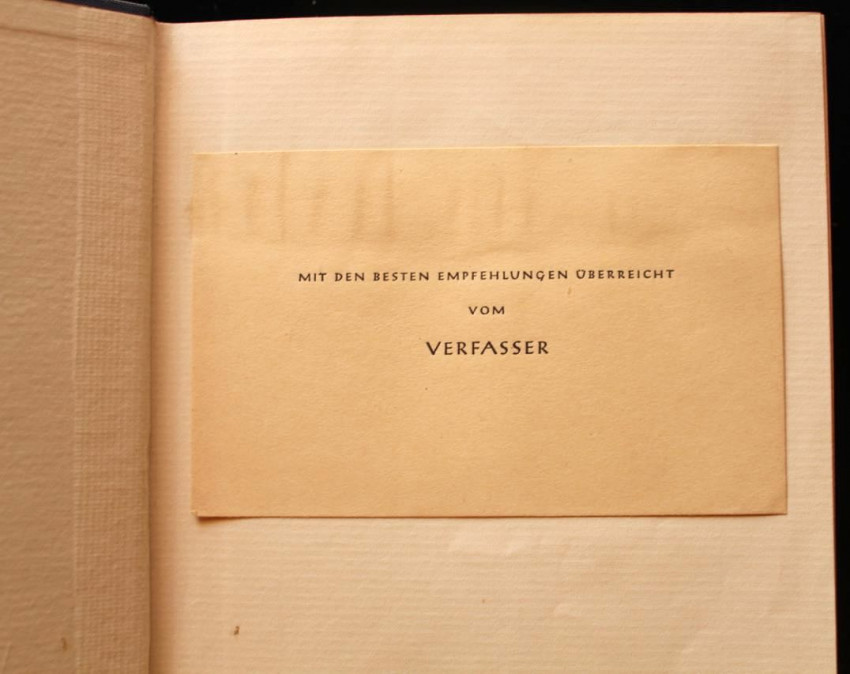 MIT DEN BESTEN EMPFEHLUNGEN ÜBERREICHT
VOM
VERFASSER